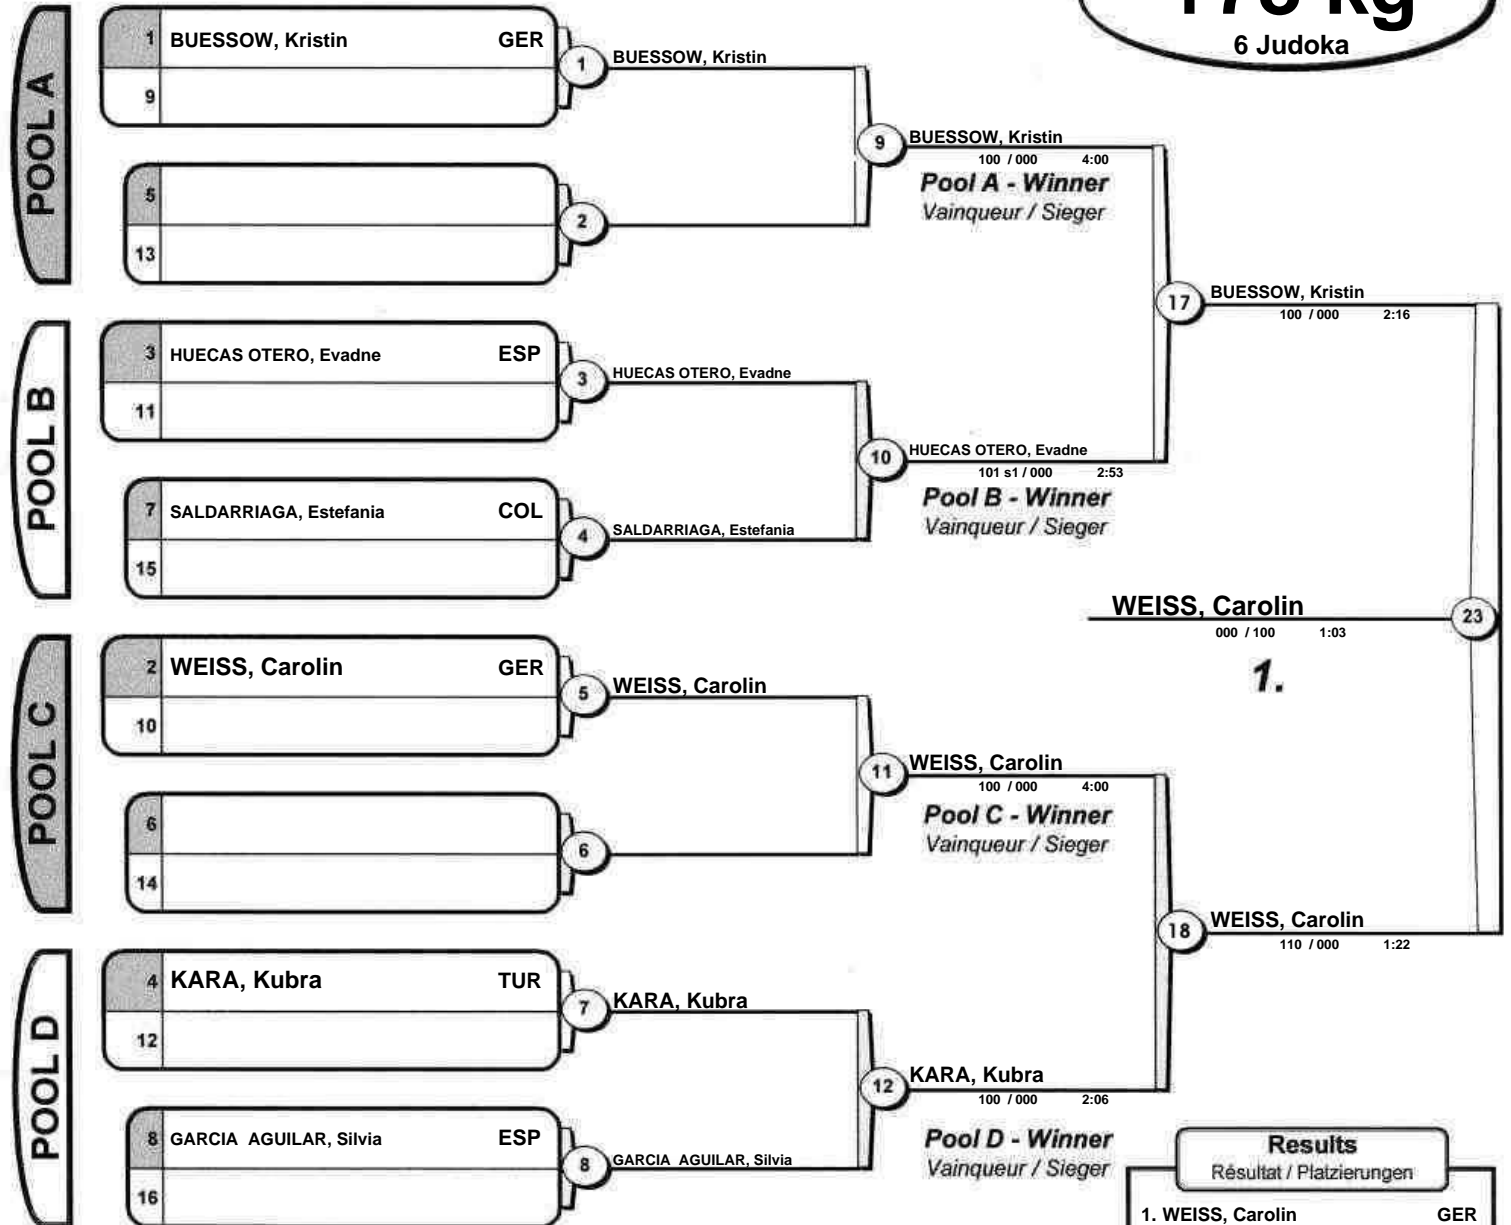 +78 kg
6 Judoka
POOL A
1 BUESSOW, Kristin GER
9
1 BUESSOW, Kristin
5
13
2
9 BUESSOW, Kristin
100 / 000 4:00
Pool A - Winner
Vainqueur / Sieger
17 BUESSOW, Kristin
100 / 000 2:16
POOL B
3 HUECAS OTERO, Evadne ESP
11
3 HUECAS OTERO, Evadne
7 SALDARRIAGA, Estefania COL
15
4 SALDARRIAGA, Estefania
10 HUECAS OTERO, Evadne
101 s1 / 000 2:53
Pool B - Winner
Vainqueur / Sieger
WEISS, Carolin 23
000 / 100 1:03
1.
POOL C
2 WEISS, Carolin GER
10
5 WEISS, Carolin
6
14
6
11 WEISS, Carolin
100 / 000 4:00
Pool C - Winner
Vainqueur / Sieger
18 WEISS, Carolin
110 / 000 1:22
POOL D
4 KARA, Kubra TUR
12
7 KARA, Kubra
8 GARCIA AGUILAR, Silvia ESP
16
8 GARCIA AGUILAR, Silvia
12 KARA, Kubra
100 / 000 2:06
Pool D - Winner
Vainqueur / Sieger
Results
Résultat / Platzierungen
1. WEISS, Carolin GER